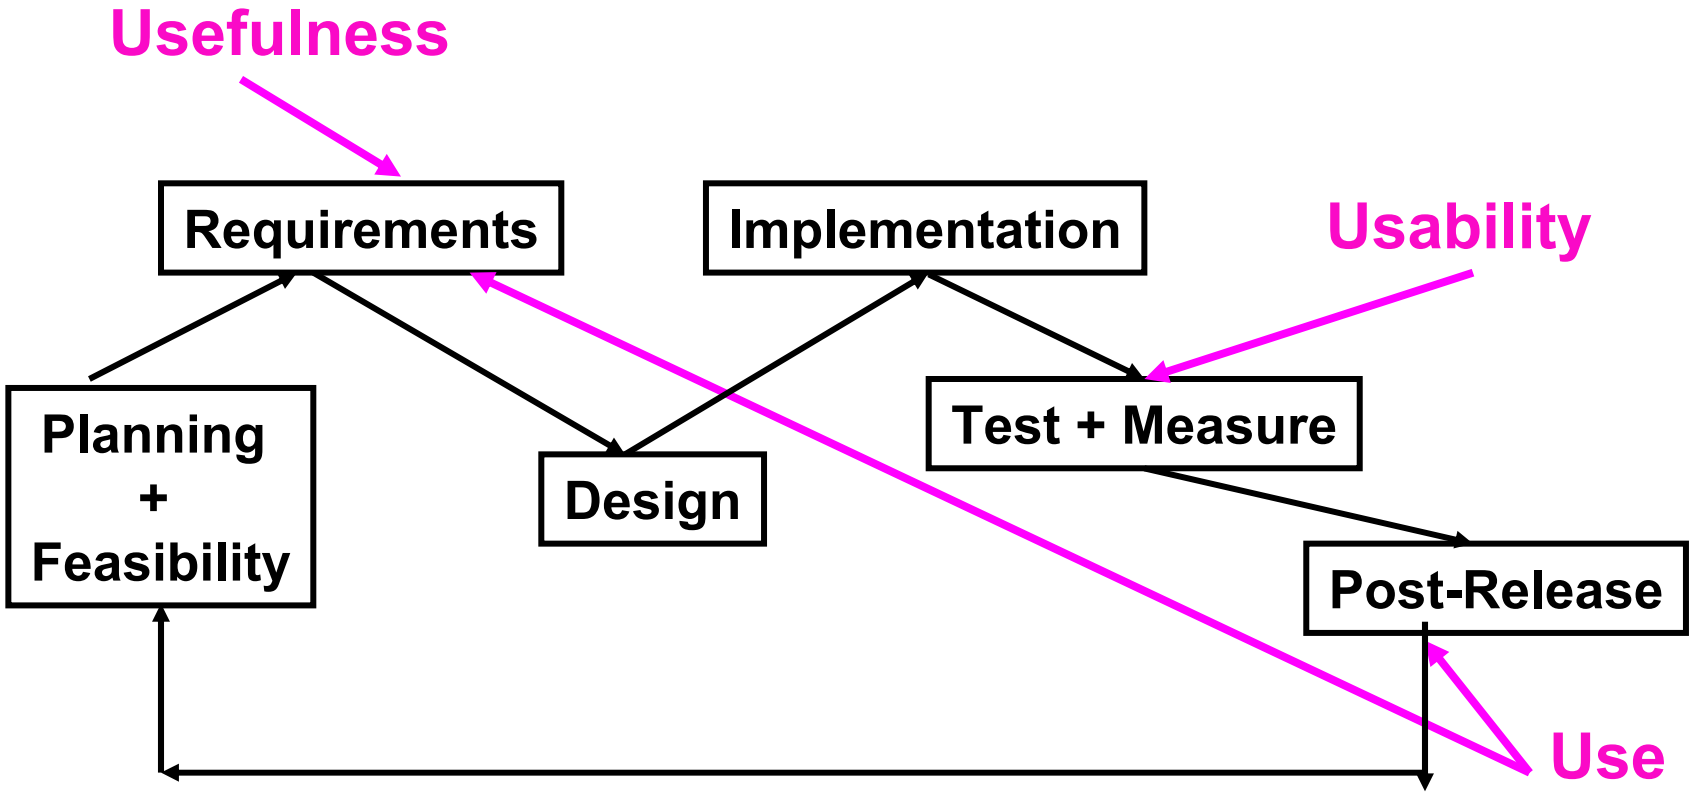 Usefulness
Requirements
Implementation
Usability
Planning
+
Feasibility
Design
Test + Measure
Post-Release
Use